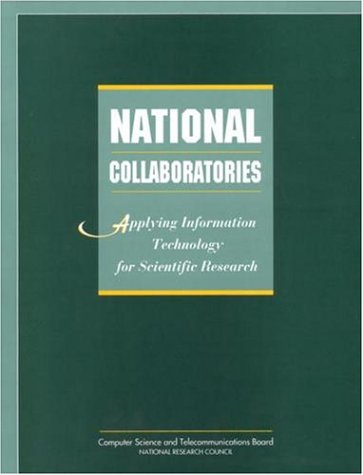 NATIONAL
COLLABORATORIES
Applying Information
Technology
for Scientific Research
Computer Science and Telecommunications Board
NATIONAL RESEARCH COUNCIL